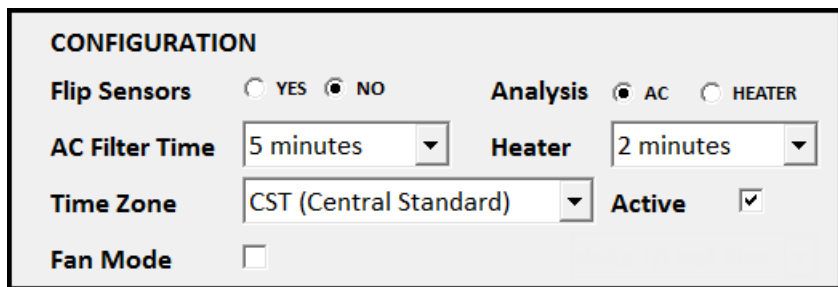 CONFIGURATION
Flip Sensors YES NO Analysis AC HEATER
AC Filter Time 5 minutes Heater 2 minutes
Time Zone CST (Central Standard) Active
Fan Mode